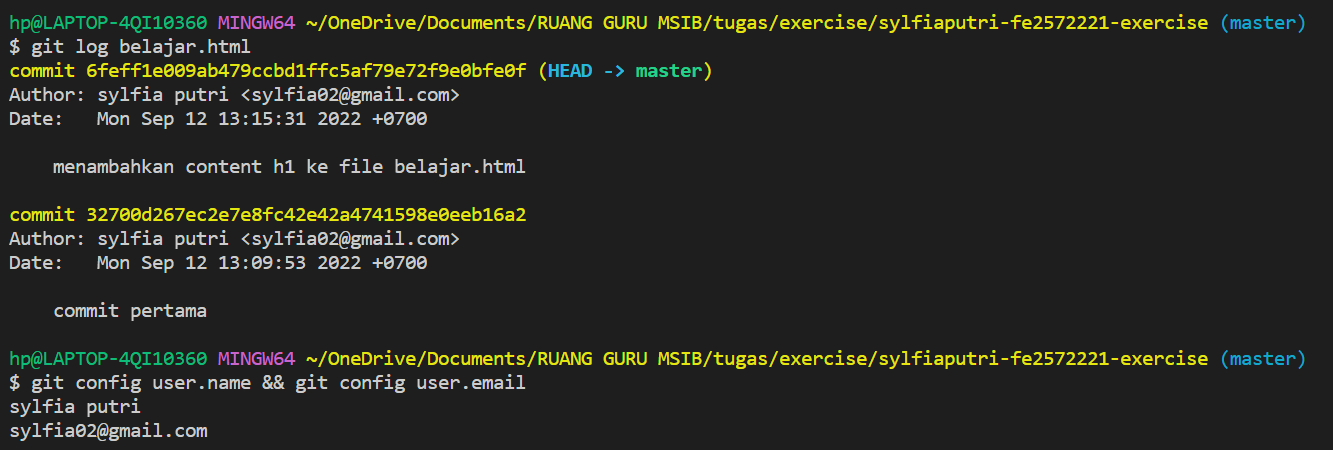 hp@LAPTOP-4QI10360 MINGW64 ~/OneDrive/Documents/RUANG GURU MSIB/tugas/exercise/sylfiaputri-fe2572221-exercise (master)
$ git log belajar.html
commit 6feff1e009ab479ccbd1ffc5af79e72f9e0bfe0f (HEAD -> master)
Author: sylfia putri <sylfia02@gmail.com>
Date:   Mon Sep 12 13:15:31 2022 +0700
    menambahkan content h1 ke file belajar.html
commit 32700d267ec2e7e8fc42e42a4741598e0eeb16a2
Author: sylfia putri <sylfia02@gmail.com>
Date:   Mon Sep 12 13:09:53 2022 +0700
    commit pertama
hp@LAPTOP-4QI10360 MINGW64 ~/OneDrive/Documents/RUANG GURU MSIB/tugas/exercise/sylfiaputri-fe2572221-exercise (master)
$ git config user.name && git config user.email
sylfia putri
sylfia02@gmail.com